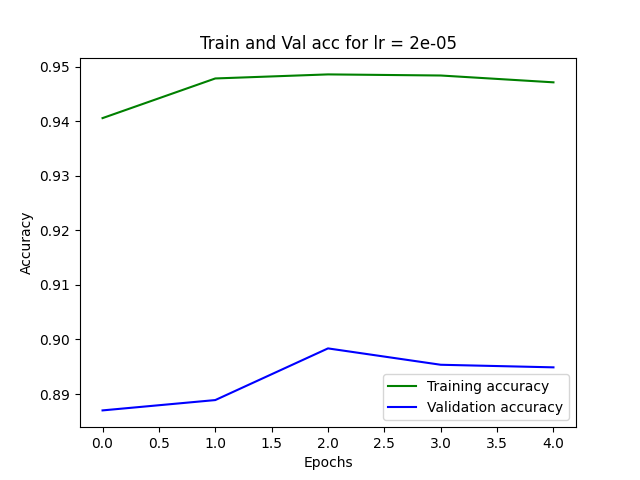 Train and Val acc for lr = 2e-05
0.95
0.94
0.93
0.92
0.91
0.90
0.89
Accuracy
Training accuracy
Validation accuracy
0.0 0.5 1.0 1.5 2.0 2.5 3.0 3.5 4.0
Epochs